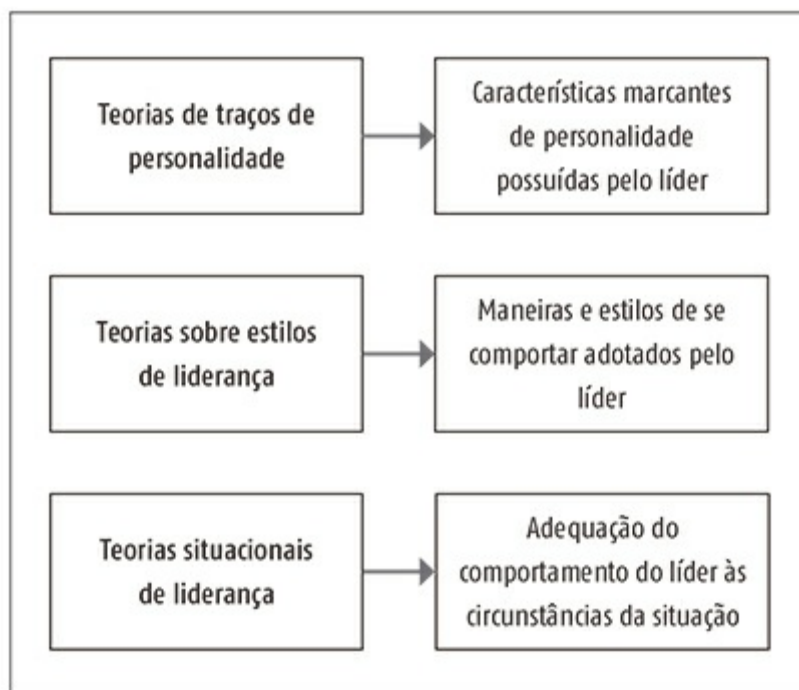 Teorias de traços de
personalidade
Características marcantes
de personalidade
possuídas pelo líder
Teorias sobre estilos
de liderança
Maneiras e estilos de se
comportar adotados pelo
líder
Teorias situacionais
de liderança
Adequação do
comportamento do líder às
circunstâncias da situação